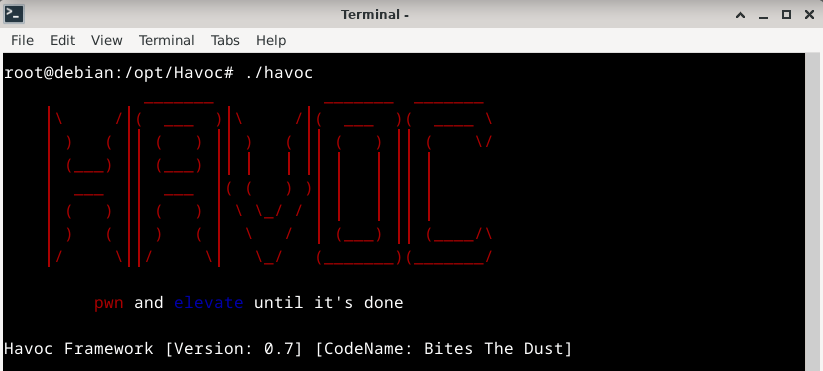 Terminal -
File Edit View Terminal Tabs Help
root@debian:/opt/Havoc# ./havoc
HAVOC
pwn and elevate until it's done
Havoc Framework [Version: 0.7] [CodeName: Bites The Dust]